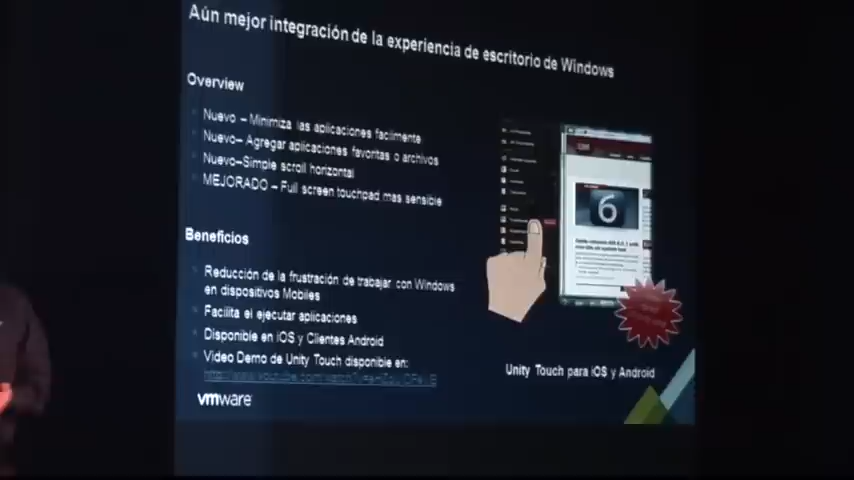 Aún mejor integración de la experiencia de escritorio de Windows
Overview
Nuevo – Minimiza las aplicaciones facilmente
Nuevo– Agregar aplicaciones favoritas o archivos
Nuevo–Simple scroll horizontal
MEJORADO – Full screen touchpad mas sensible
Beneficios
Reducción de la frustración de trabajar con Windows
en dispositivos Mobiles
Facilita el ejecutar aplicaciones
Disponible en iOS y Clientes Android
Video Demo de Unity Touch disponible en:
vmware
6
Unity Touch para iOS y Android